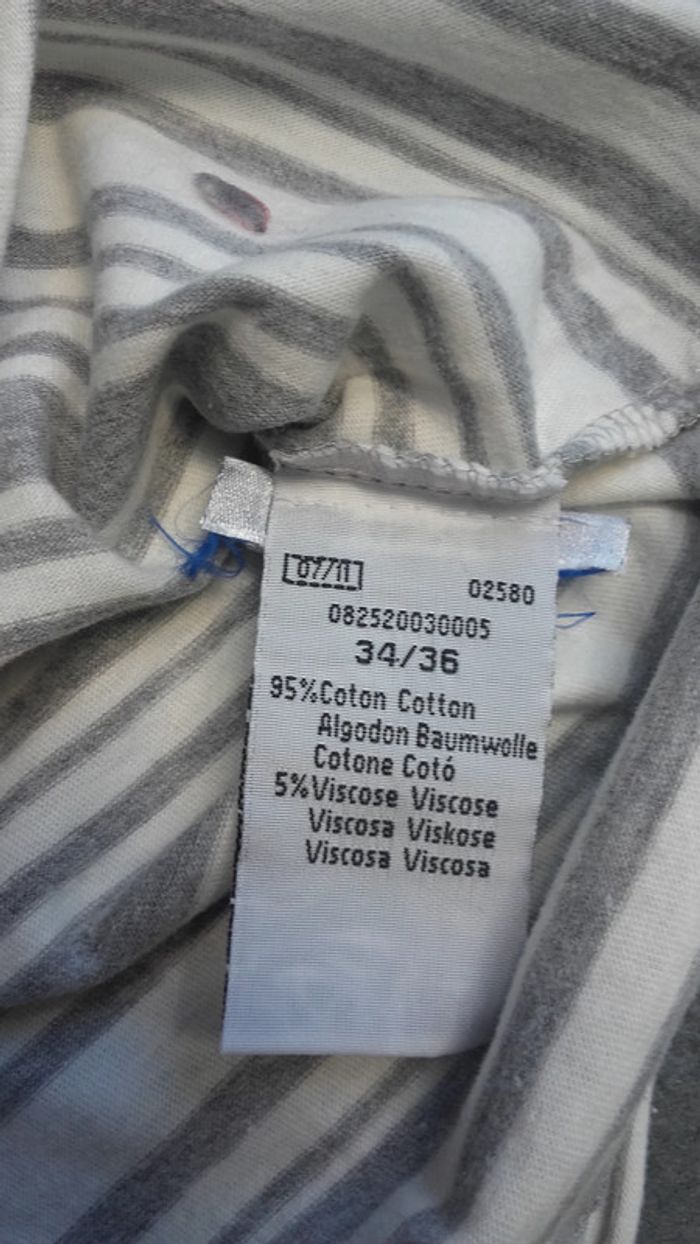 07/11 02580
082520030005
34/36
95%Coton Cotton
Algodon Baumwolle
Cotone Cotó
5%Viscose Viscose
Viscosa Viskose
Viscosa Viscosa